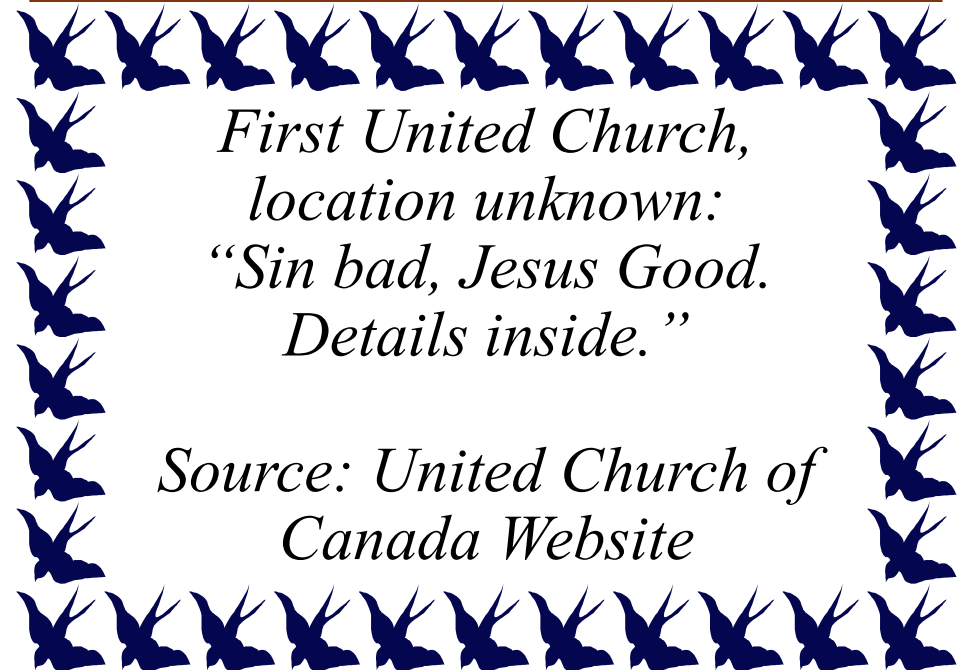 First United Church,
location unknown:
“Sin bad, Jesus Good.
Details inside.”
Source: United Church of
Canada Website